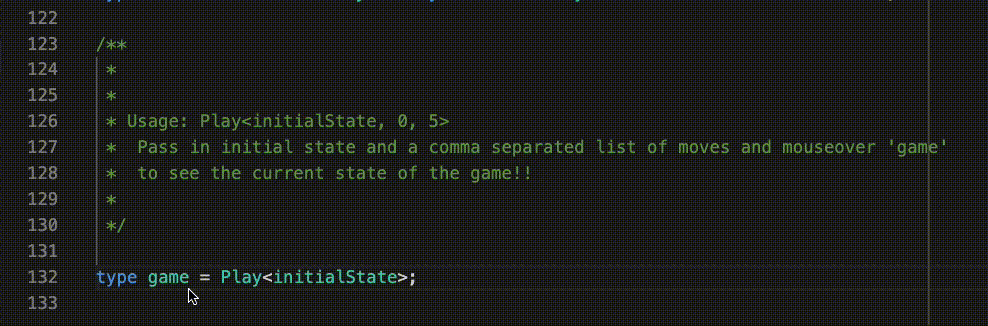 122
123 /**
124 *
125 *
126 * Usage: Play<initialState, 0, 5>
127 * Pass in initial state and a comma separated list of moves and mouseover 'game'
128 * to see the current state of the game!!
129 *
130 */
131
132 type game = Play<initialState>;
133